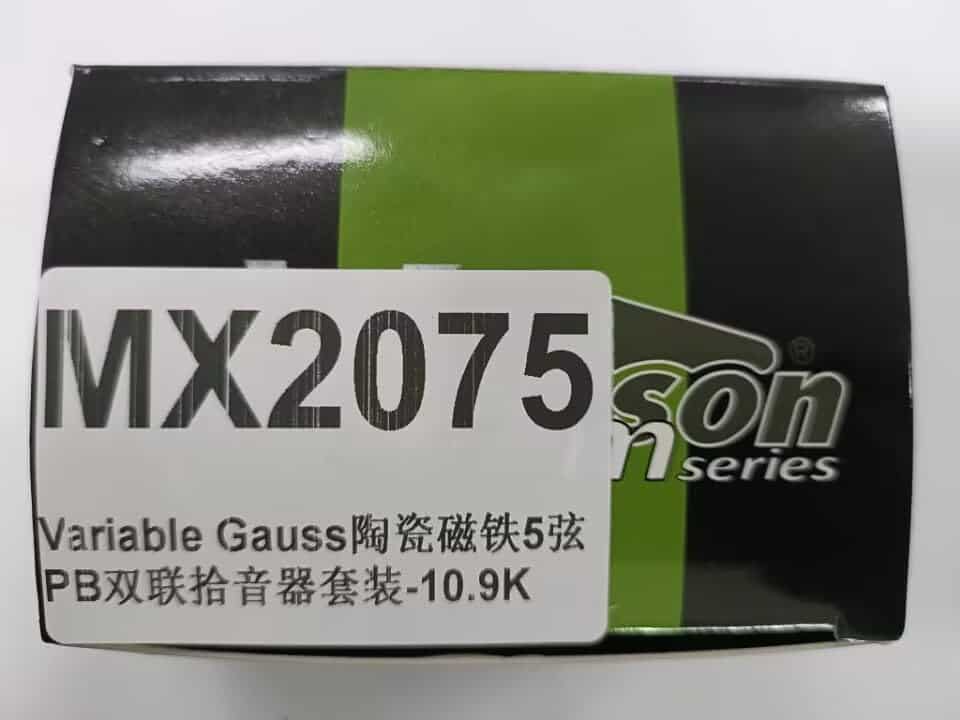 MX2075
Variable Gauss陶瓷磁铁5弦
PB双联拾音器套装-10.9K
son®
series